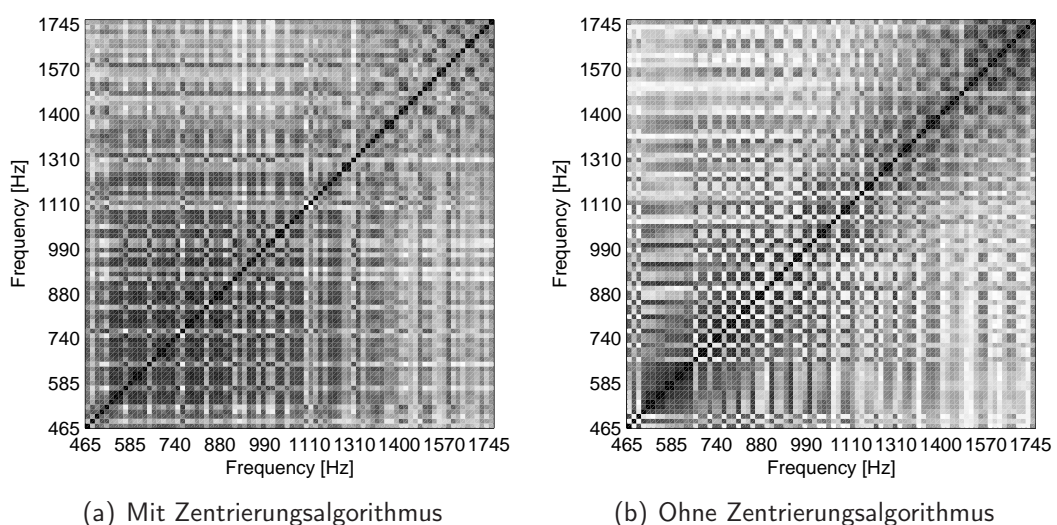 1745
1570
1400
1310
1110
990
880
740
585
465
Frequency [Hz]
465 585 740 880 990 1110 1310 1400 1570 1745
Frequency [Hz]
(a) Mit Zentrierungsalgorithmus
1745
1570
1400
1310
1110
990
880
740
585
465
Frequency [Hz]
465 585 740 880 990 1110 1310 1400 1570 1745
Frequency [Hz]
(b) Ohne Zentrierungsalgorithmus